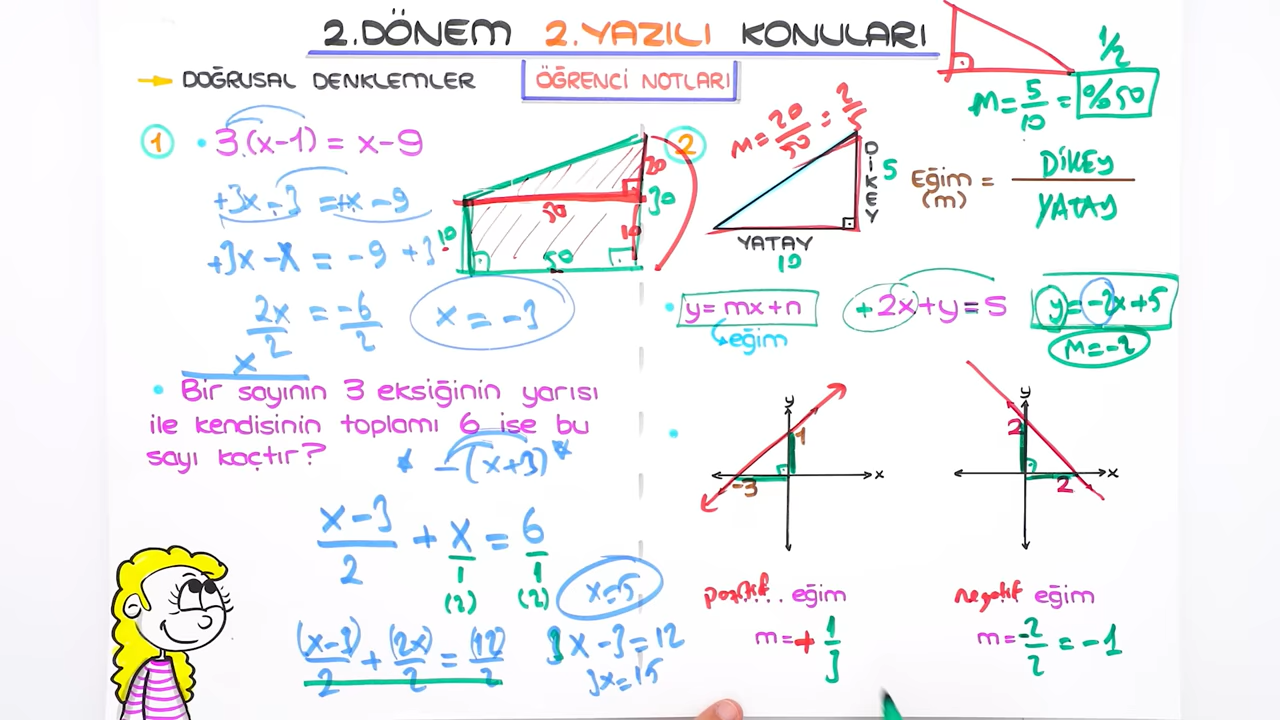 2.DÖNEM 2.YAZILI KONULARI
→ DOĞRUSAL DENKLEMLER
ÖĞRENCİ NOTLARI
1
• 3.(x-1) = x-9
+3x - 3 = +x - 9
+3x - x = -9 + 3
2x/2 = -6/2
x = -3
10
50
50
20
10
30
x
• Bir sayının 3 eksiğinin yarısı
ile kendisinin toplamı 6 ise bu
sayı kaçtır?
* -(x+3) *
x-3/2 + x/1 = 6/1
(2) (2)
(x-3)/2 + (2x)/2 = (12)/2
x=5
3x-3=12
3x=15
2
m = 20/50 = 2/5
DİKEY
5
YATAY
10
1/2
m = 5/10 = %50
Eğim (m) = DİKEY/YATAY
• y = mx+n
eğim
+2x+y=5
y=-2x+5
m=-2
y
1
-3
x
pozitif.... eğim
m = + 1/3
y
2
2
x
negatif eğim
m = -2/2 = -1